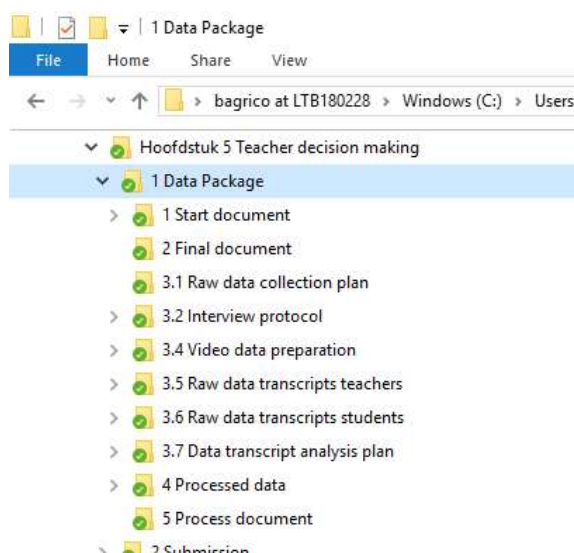 1 Data Package
File Home Share View
bagrico at LTB180228 > Windows (C:) > Users
Hoofdstuk 5 Teacher decision making
1 Data Package
1 Start document
2 Final document
3.1 Raw data collection plan
3.2 Interview protocol
3.4 Video data preparation
3.5 Raw data transcripts teachers
3.6 Raw data transcripts students
3.7 Data transcript analysis plan
4 Processed data
5 Process document
2 Submission